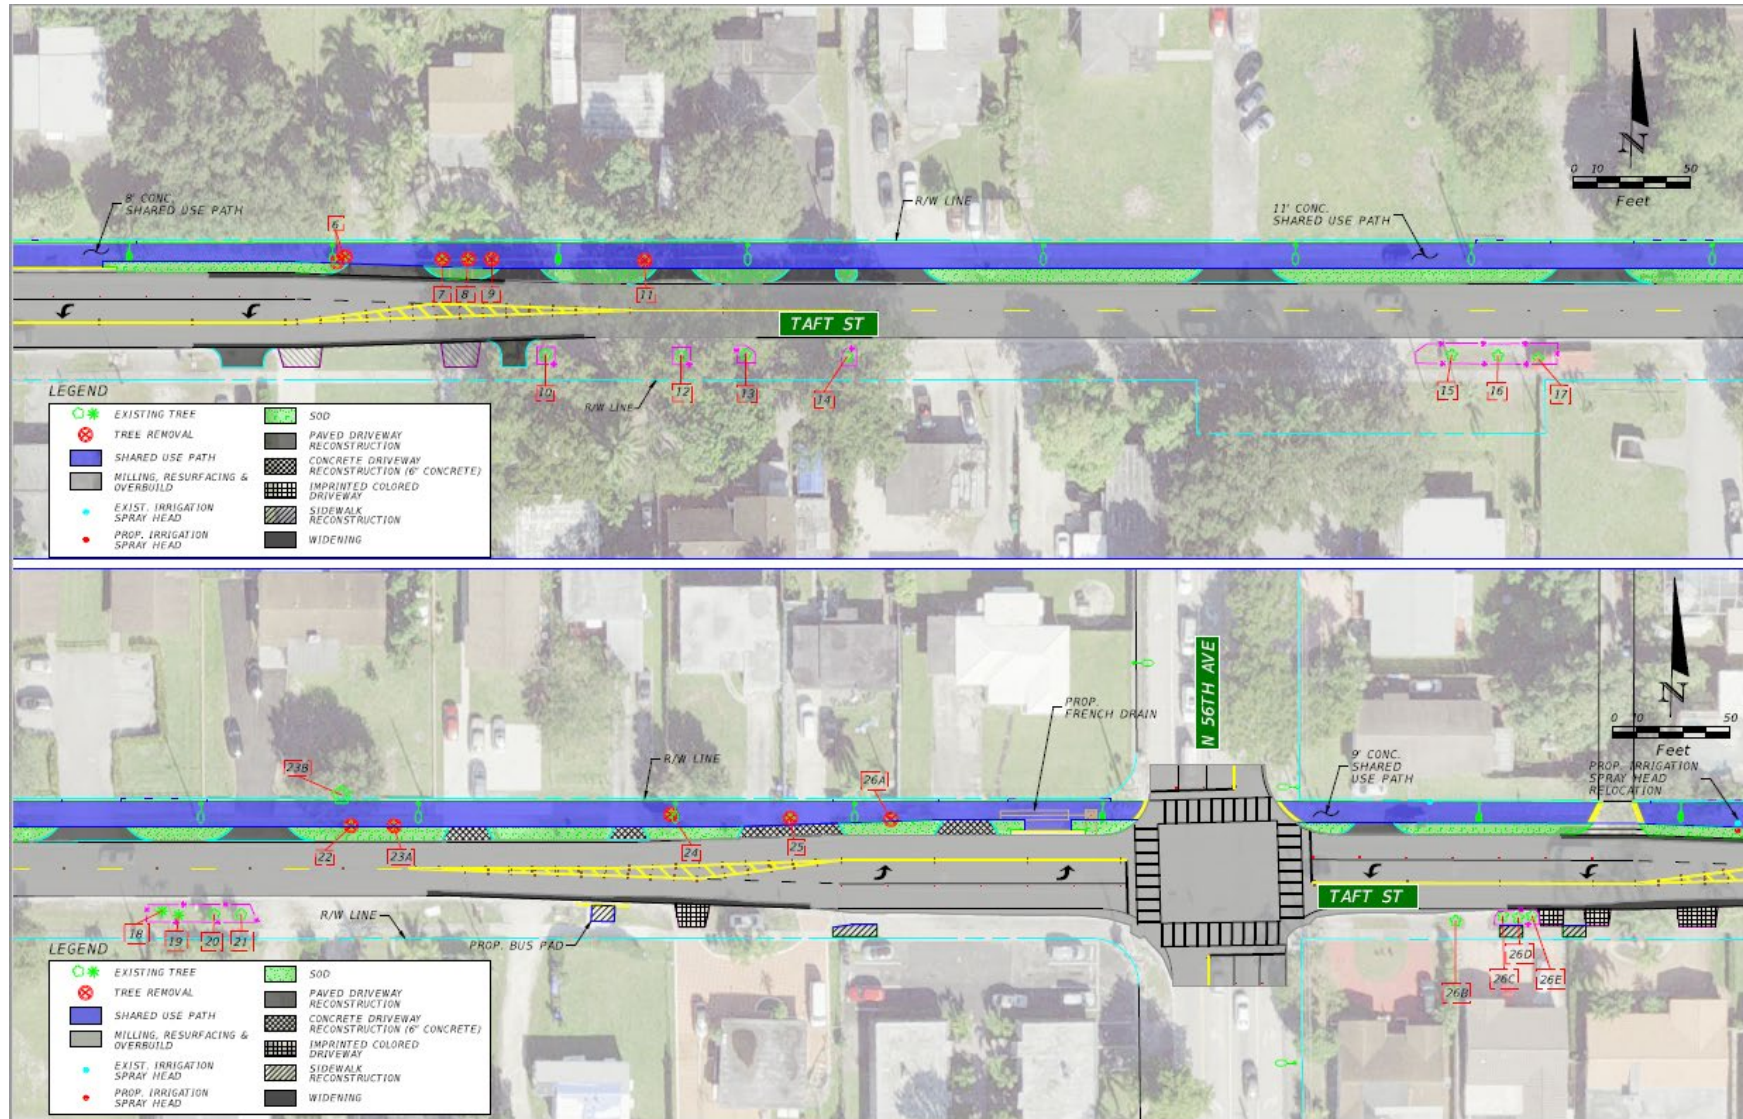 8' CONC.
SHARED USE PATH
6
R/W LINE
11' CONC.
SHARED USE PATH
N
0 10 50
Feet
7
8
9
11
TAFT ST
10
12
13
14
15
16
17
R/W LINE
LEGEND
EXISTING TREE
TREE REMOVAL
SHARED USE PATH
MILLING, RESURFACING &
OVERBUILD
EXIST. IRRIGATION
SPRAY HEAD
PROP. IRRIGATION
SPRAY HEAD
SOD
PAVED DRIVEWAY
RECONSTRUCTION
CONCRETE DRIVEWAY
RECONSTRUCTION (6" CONCRETE)
IMPRINTED COLORED
DRIVEWAY
SIDEWALK
RECONSTRUCTION
WIDENING
N 56TH AVE
N
0 10 50
Feet
PROP.
FRENCH DRAIN
R/W LINE
23B
26A
9' CONC.
SHARED
USE PATH
PROP. IRRIGATION
SPRAY HEAD
RELOCATION
22
23A
24
25
TAFT ST
18
19
20
21
R/W LINE
PROP. BUS PAD
26B
26C
26D
26E
LEGEND
EXISTING TREE
TREE REMOVAL
SHARED USE PATH
MILLING, RESURFACING &
OVERBUILD
EXIST. IRRIGATION
SPRAY HEAD
PROP. IRRIGATION
SPRAY HEAD
SOD
PAVED DRIVEWAY
RECONSTRUCTION
CONCRETE DRIVEWAY
RECONSTRUCTION (6" CONCRETE)
IMPRINTED COLORED
DRIVEWAY
SIDEWALK
RECONSTRUCTION
WIDENING